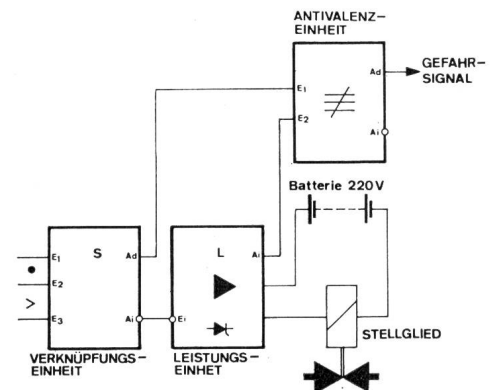 ANTIVALENZ-
EINHEIT
Ad
GEFAHR-
SIGNAL
E1
E2
Ai
Batterie 220V
S
L
E1
Ad
Ai
E2
>
E3
Ai
Ei
STELLGLIED
VERKNÜPFUNGS-
EINHEIT
LEISTUNGS-
EINHET